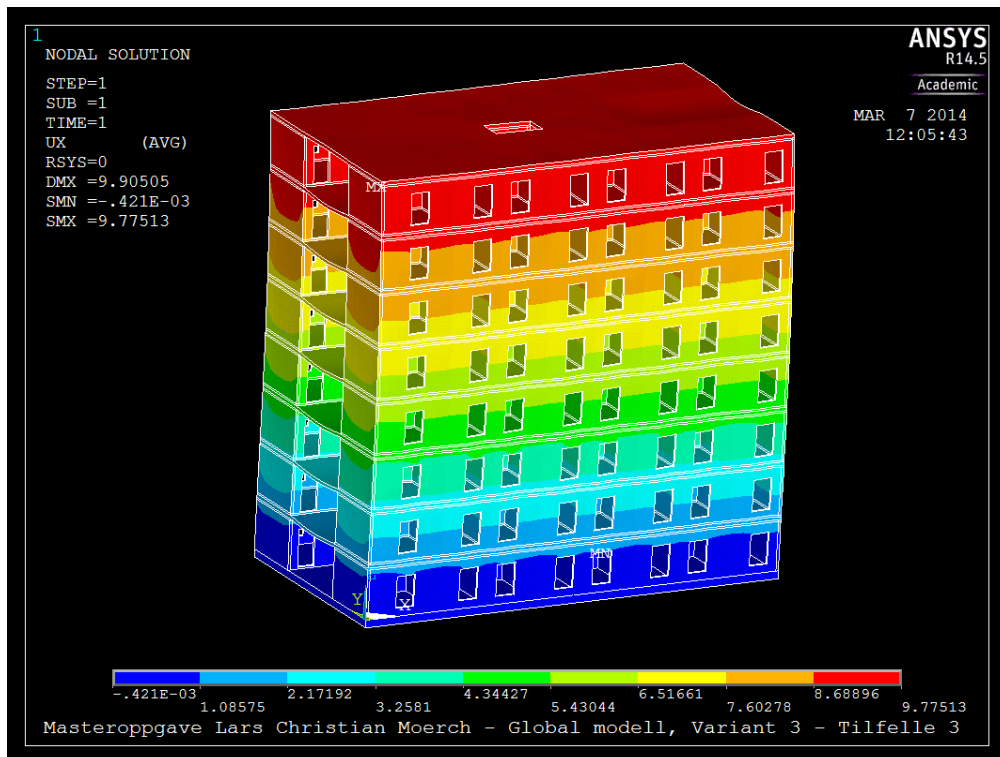 1
NODAL SOLUTION
STEP=1
SUB =1
TIME=1
UX (AVG)
RSYS=0
DMX =9.90505
SMN =-.421E-03
SMX =9.77513
ANSYS
R14.5
Academic
MAR 7 2014
12:05:43
MX
MN
Y
X
-.421E-03
1.08575
2.17192
3.2581
4.34427
5.43044
6.51661
7.60278
8.68896
9.77513
Masteroppgave Lars Christian Moerch - Global modell, Variant 3 - Tilfelle 3